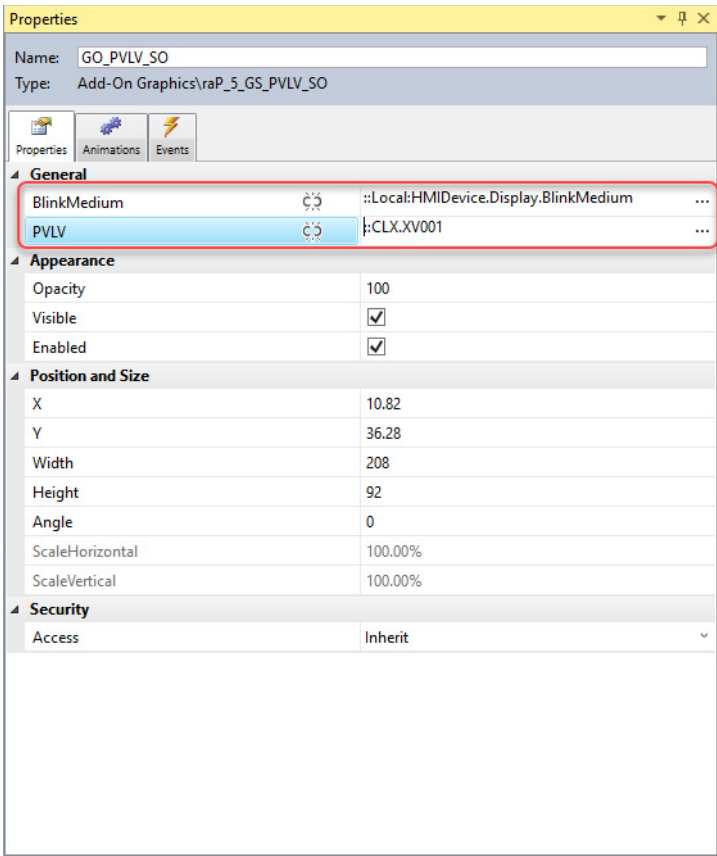 Properties
Name: GO_PVLV_SO
Type: Add-On Graphics\raP_5_GS_PVLV_SO
Properties Animations Events
General
BlinkMedium ::Local:HMIDevice.Display.BlinkMedium ...
PVLV ::CLX.XV001 ...
Appearance
Opacity 100
Visible
Enabled
Position and Size
X 10.82
Y 36.28
Width 208
Height 92
Angle 0
ScaleHorizontal 100.00%
ScaleVertical 100.00%
Security
Access Inherit